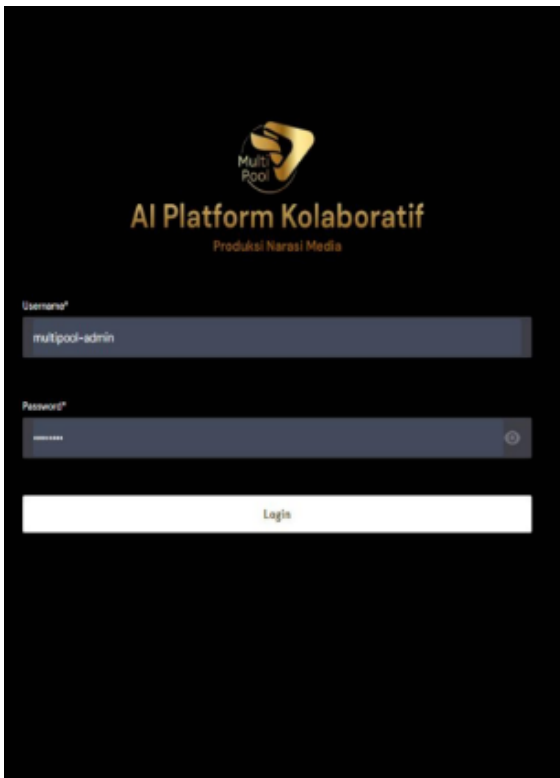 Multi
Pool
AI Platform Kolaboratif
Produksi Narasi Media
Username*
multipool-admin
Password*
Login